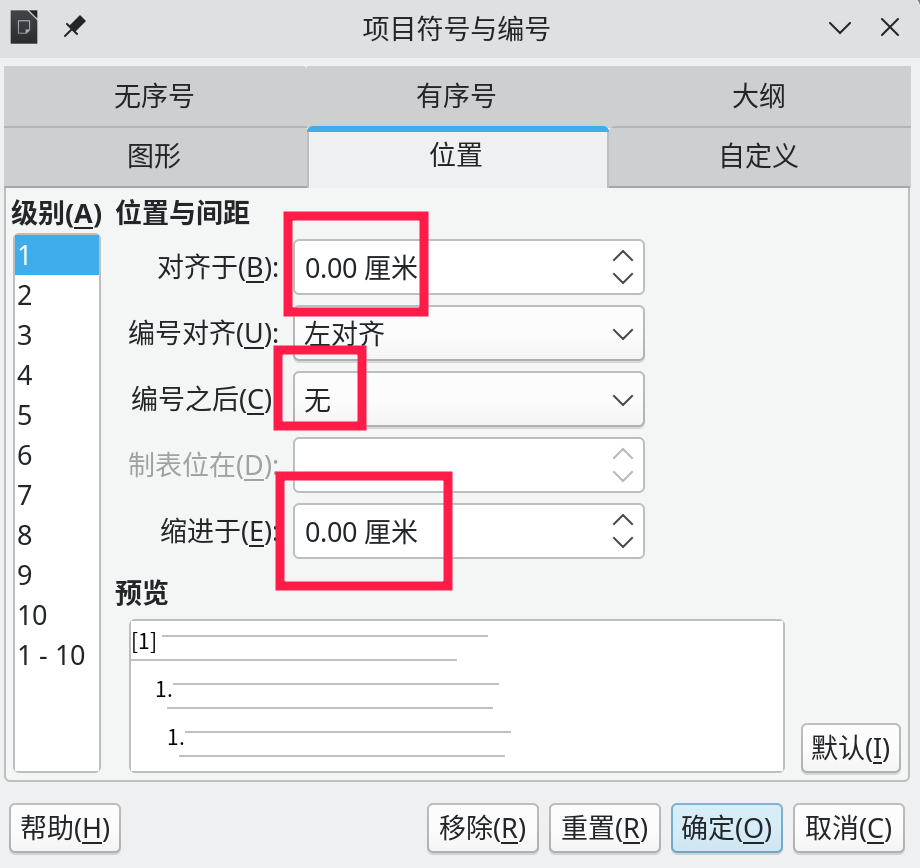 项目符号与编号
无序号 有序号 大纲
图形 位置 自定义
级别(A) 位置与间距
1
2
3
4
5
6
7
8
9
10
1 - 10
对齐于(B): 0.00 厘米
编号对齐(U): 左对齐
编号之后(C) 无
制表位在(D):
缩进于(E): 0.00 厘米
预览
[1]
1.
1.
默认(I)
帮助(H) 移除(R) 重置(R) 确定(O) 取消(C)